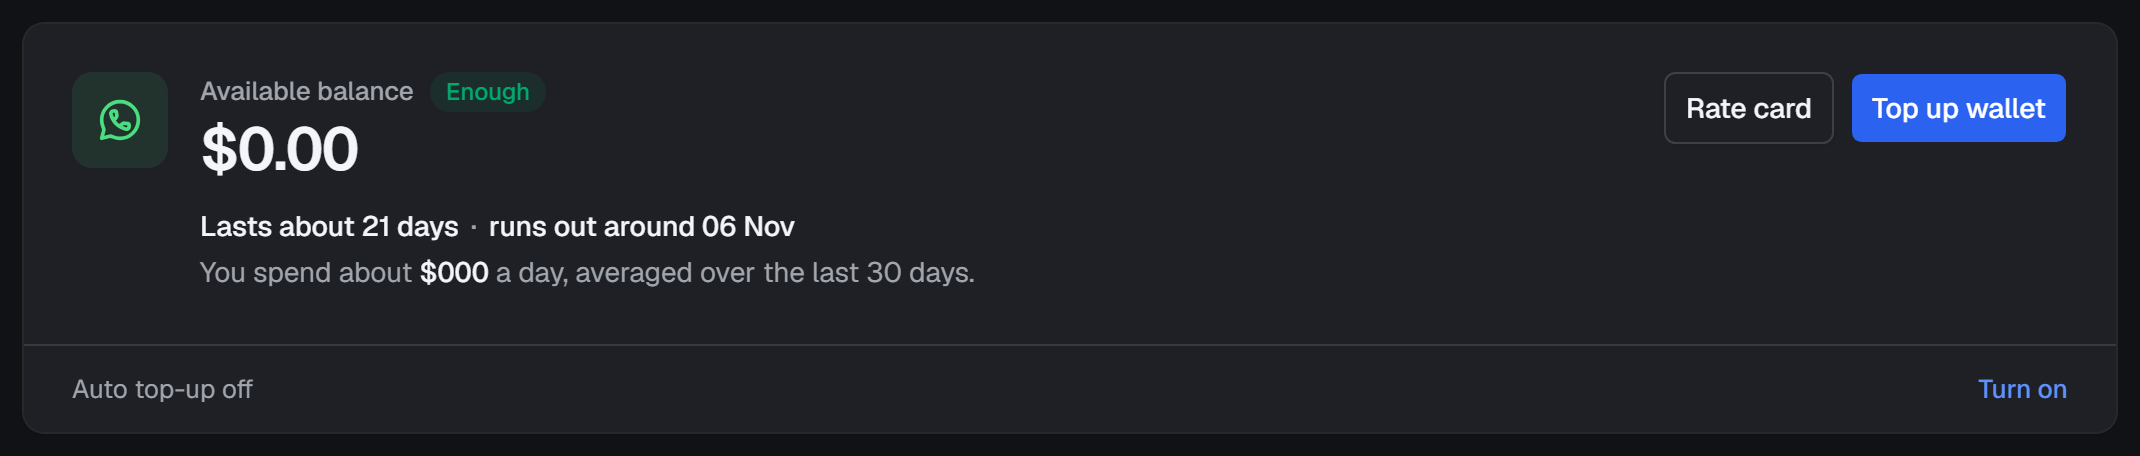 Available balance Enough
$0.00
Rate card
Top up wallet
Lasts about 21 days · runs out around 06 Nov
You spend about $000 a day, averaged over the last 30 days.
Auto top-up off
Turn on